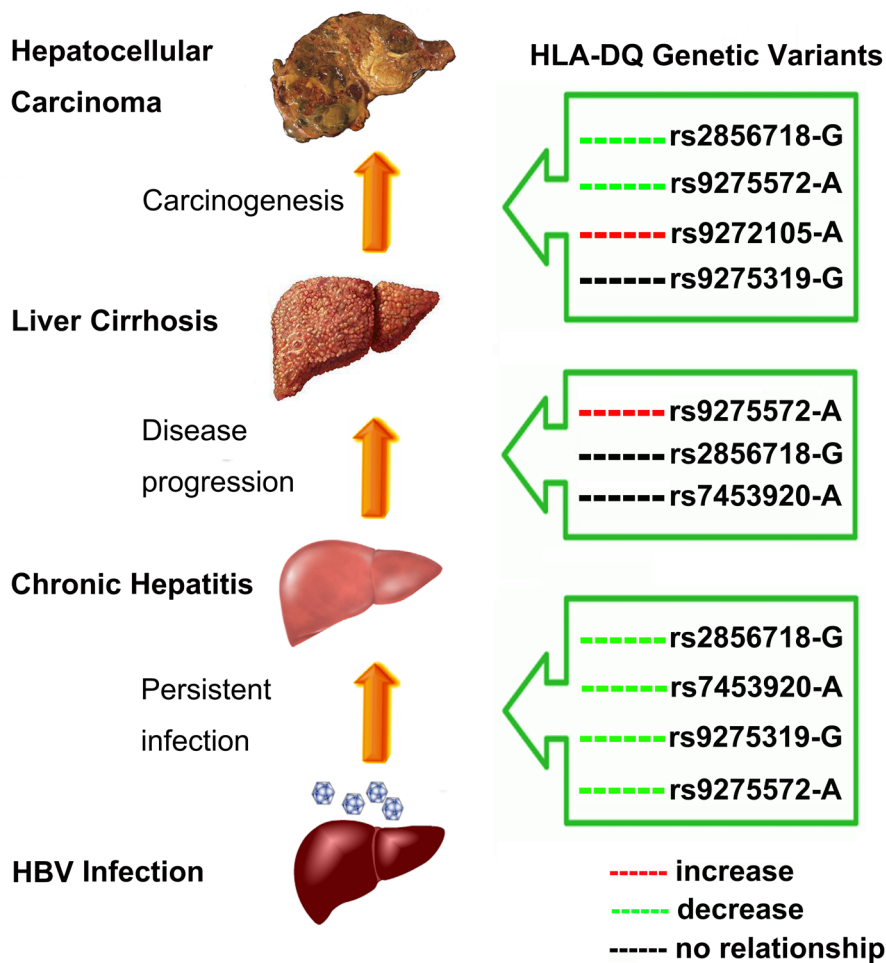 Hepatocellular
Carcinoma
HLA-DQ Genetic Variants
rs2856718-G
rs9275572-A
rs9272105-A
rs9275319-G
Carcinogenesis
Liver Cirrhosis
rs9275572-A
rs2856718-G
rs7453920-A
Disease
progression
Chronic Hepatitis
rs2856718-G
rs7453920-A
rs9275319-G
rs9275572-A
Persistent
infection
HBV Infection
increase
decrease
no relationship